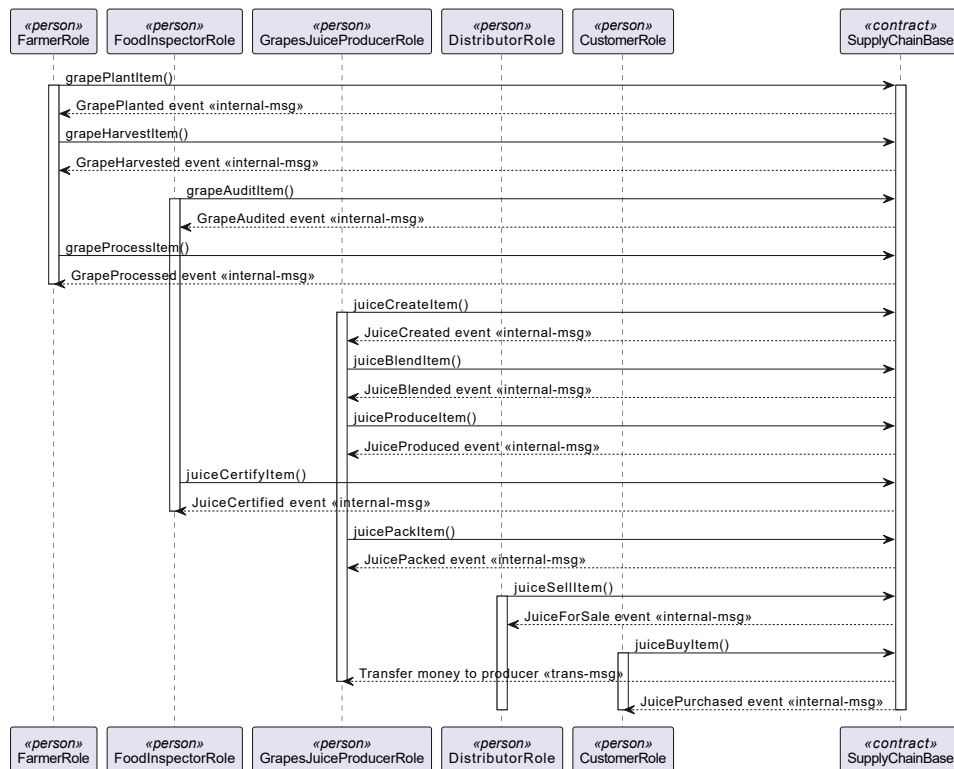 «person» «person» «person» «person» «person» «contract»
FarmerRole FoodInspectorRole GrapesJuiceProducerRole DistributorRole CustomerRole SupplyChainBase
grapePlantItem()
GrapePlanted event «internal-msg»
grapeHarvestItem()
GrapeHarvested event «internal-msg»
grapeAuditItem()
GrapeAudited event «internal-msg»
grapeProcessItem()
GrapeProcessed event «internal-msg»
juiceCreateItem()
JuiceCreated event «internal-msg»
juiceBlendItem()
JuiceBlended event «internal-msg»
juiceProduceItem()
JuiceProduced event «internal-msg»
juiceCertifyItem()
JuiceCertified event «internal-msg»
juicePackItem()
JuicePacked event «internal-msg»
juiceSellItem()
JuiceForSale event «internal-msg»
juiceBuyItem()
Transfer money to producer «trans-msg»
JuicePurchased event «internal-msg»
«person» «person» «person» «person» «person» «contract»
FarmerRole FoodInspectorRole GrapesJuiceProducerRole DistributorRole CustomerRole SupplyChainBase